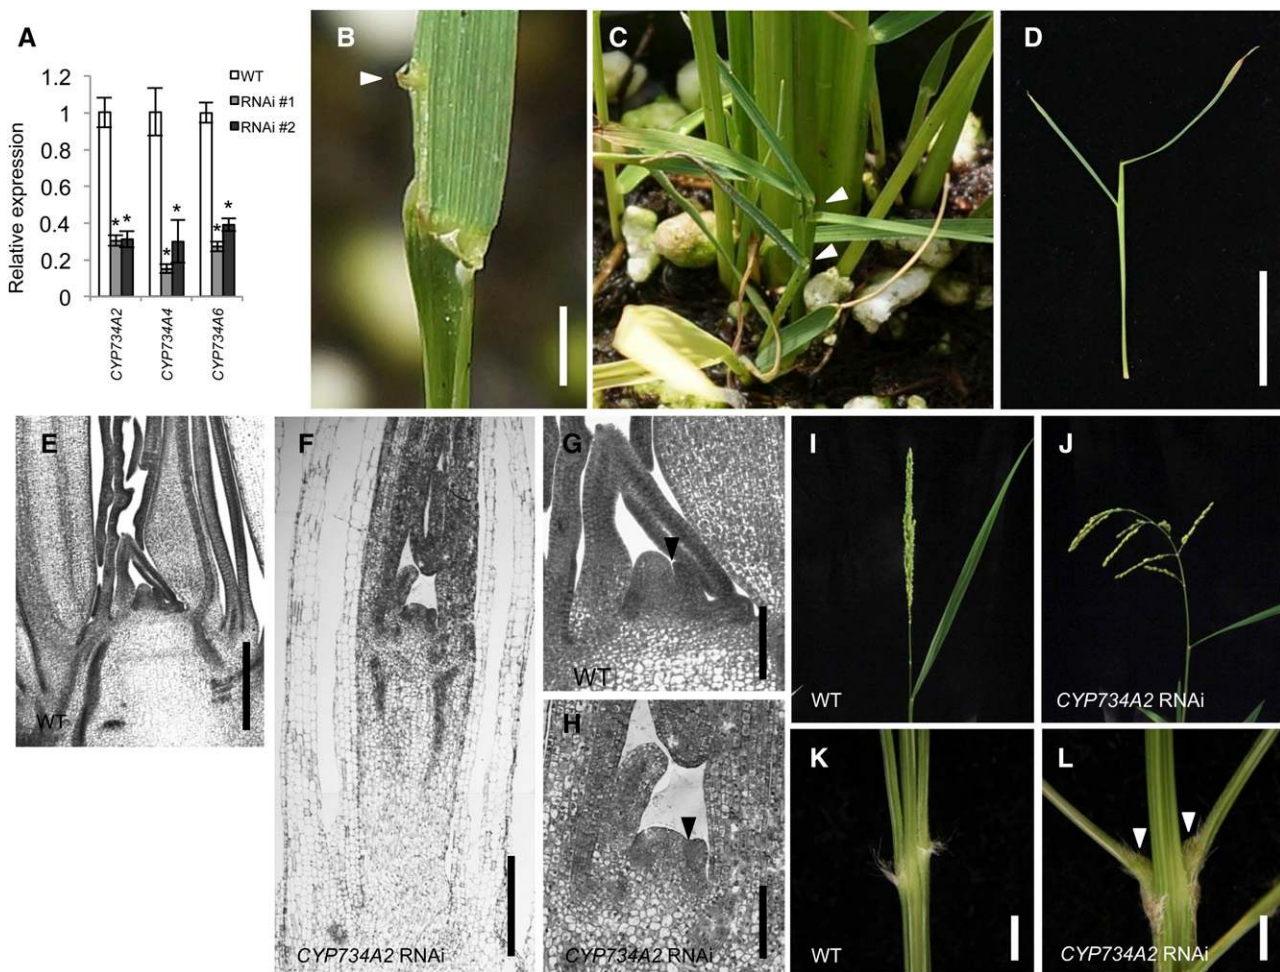 A
Relative expression
1.2
1
0.8
0.6
0.4
0.2
0
WT
RNAi #1
RNAi #2
* *
* *
* *
CYP734A2
CYP734A4
CYP734A6
B
C
D
E
WT
F
CYP734A2 RNAi
G
WT
H
CYP734A2 RNAi
I
WT
J
CYP734A2 RNAi
K
WT
L
CYP734A2 RNAi